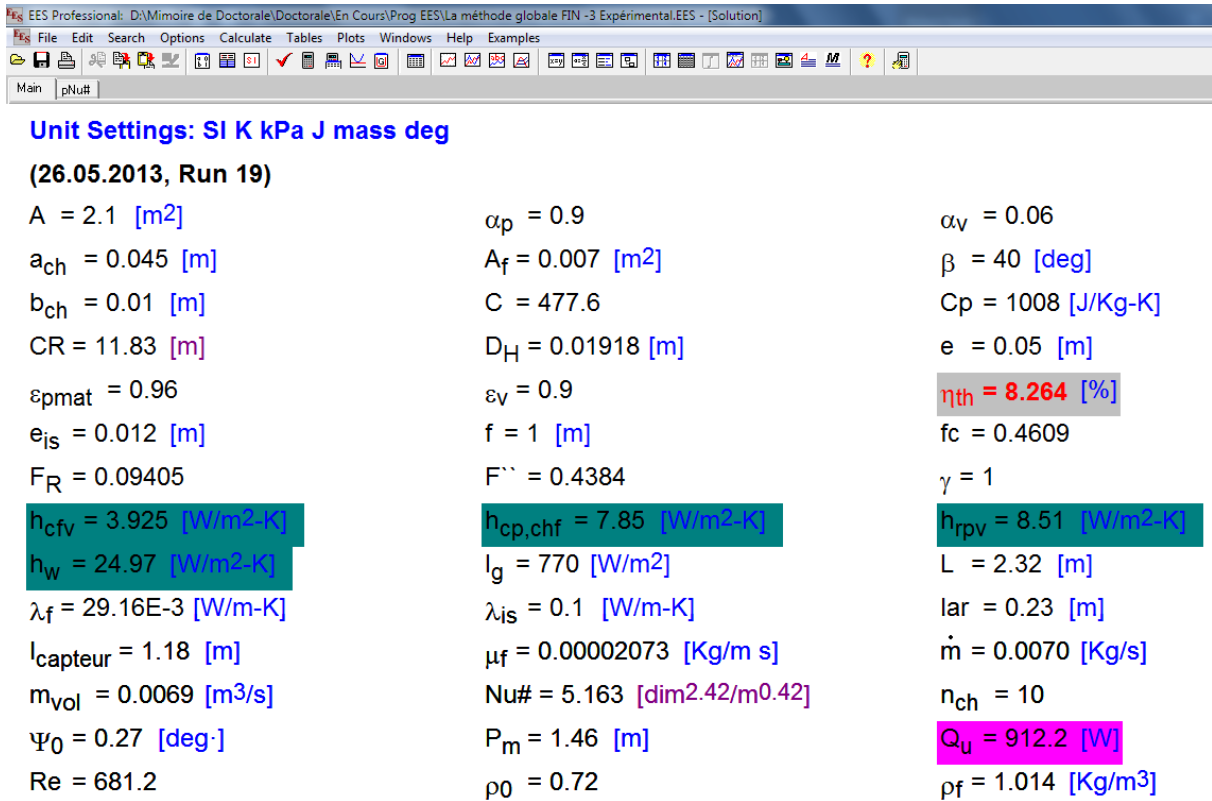 EES Professional: D:\Mimoire de Doctorale\Doctorale\En Cours\Prog EES\La méthode globale FIN -3 Expérimental.EES - [Solution]
File Edit Search Options Calculate Tables Plots Windows Help Examples
Main pNu#
Unit Settings: SI K kPa J mass deg
(26.05.2013, Run 19)
A = 2.1 [m2] αp = 0.9 αv = 0.06
ach = 0.045 [m] Af = 0.007 [m2] β = 40 [deg]
bch = 0.01 [m] C = 477.6 Cp = 1008 [J/Kg-K]
CR = 11.83 [m] DH = 0.01918 [m] e = 0.05 [m]
εpmat = 0.96 εv = 0.9 ηth = 8.264 [%]
eis = 0.012 [m] f = 1 [m] fc = 0.4609
FR = 0.09405 F`` = 0.4384 γ = 1
hcfv = 3.925 [W/m2-K] hcp,chf = 7.85 [W/m2-K] hrpv = 8.51 [W/m2-K]
hw = 24.97 [W/m2-K] Ig = 770 [W/m2] L = 2.32 [m]
λf = 29.16E-3 [W/m-K] λis = 0.1 [W/m-K] lar = 0.23 [m]
lcapteur = 1.18 [m] μf = 0.00002073 [Kg/m s] ṁ = 0.0070 [Kg/s]
mvol = 0.0069 [m3/s] Nu# = 5.163 [dim2.42/m0.42] nch = 10
Ψ0 = 0.27 [deg·] Pm = 1.46 [m] Qu = 912.2 [W]
Re = 681.2 ρ0 = 0.72 ρf = 1.014 [Kg/m3]